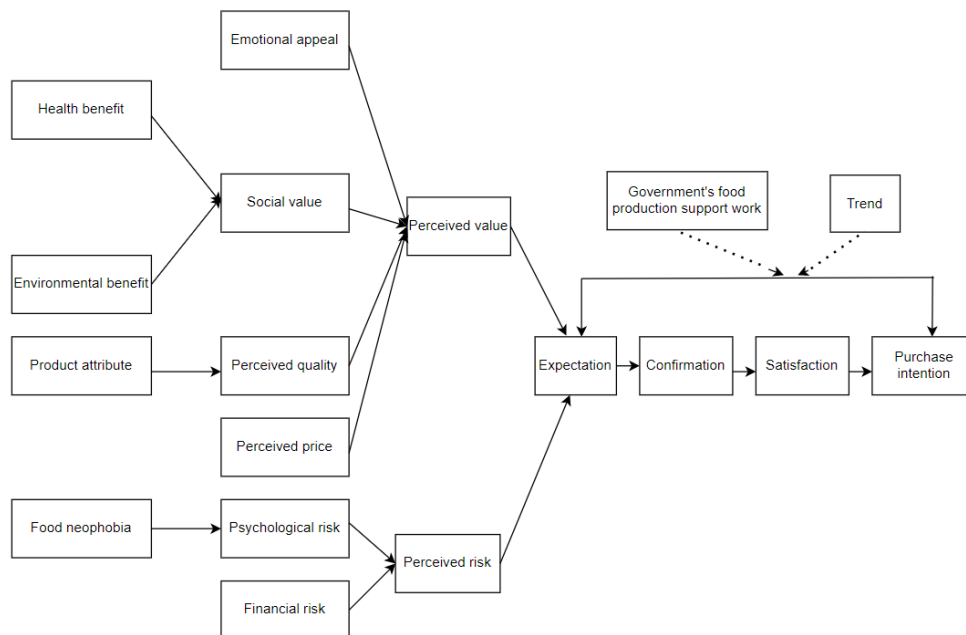 Emotional appeal
Health benefit
Social value
Environmental benefit
Product attribute
Perceived quality
Perceived price
Food neophobia
Psychological risk
Financial risk
Perceived value
Perceived risk
Government's food
production support work
Trend
Expectation
Confirmation
Satisfaction
Purchase
intention